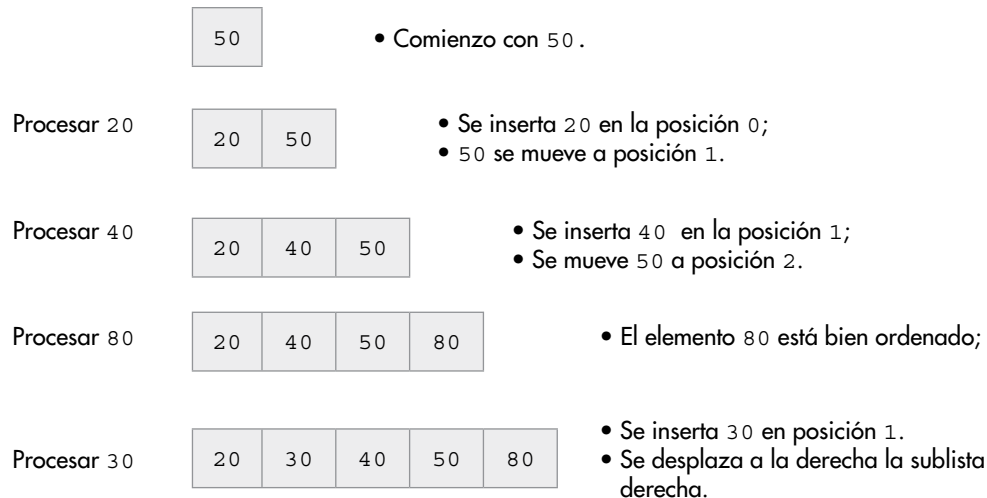 50
• Comienzo con 50.
Procesar 20
20 50
• Se inserta 20 en la posición 0;
• 50 se mueve a posición 1.
Procesar 40
20 40 50
• Se inserta 40 en la posición 1;
• Se mueve 50 a posición 2.
Procesar 80
20 40 50 80
• El elemento 80 está bien ordenado;
Procesar 30
20 30 40 50 80
• Se inserta 30 en posición 1.
• Se desplaza a la derecha la sublista
derecha.